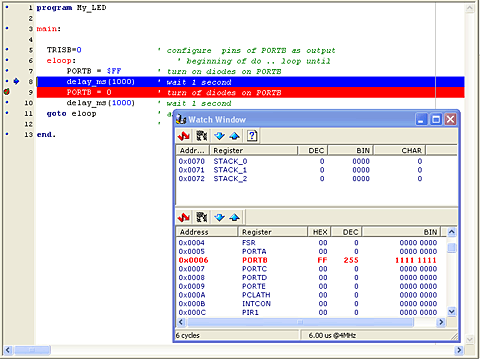 1 program My_LED
2
3 main:
4
5 TRISB=0 ' configure pins of PORTB as output
6 eloop: ' beginning of do .. loop until
7 PORTB = $FF ' turn on diodes on PORTB
8 delay_ms(1000) ' wait 1 second
9 PORTB = 0 ' turn of diodes on PORTB
10 delay_ms(1000) ' wait 1 second
11 goto eloop '
12 '
13 end.
Watch Window
Addr... Register DEC BIN CHAR
0x0070 STACK_0 0 0000 0
0x0071 STACK_1 0 0000 0
0x0072 STACK_2 0 0000 0
Address Register HEX DEC BIN
0x0004 FSR 00 0 0000 0000
0x0005 PORTA 00 0 0000 0000
0x0006 PORTB FF 255 1111 1111
0x0007 PORTC 00 0 0000 0000
0x0008 PORTD 00 0 0000 0000
0x0009 PORTE 00 0 0000 0000
0x000A PCLATH 00 0 0000 0000
0x000B INTCON 00 0 0000 0000
0x000C PIR1 00 0 0000 0000
6 cycles 6.00 us @4MHz